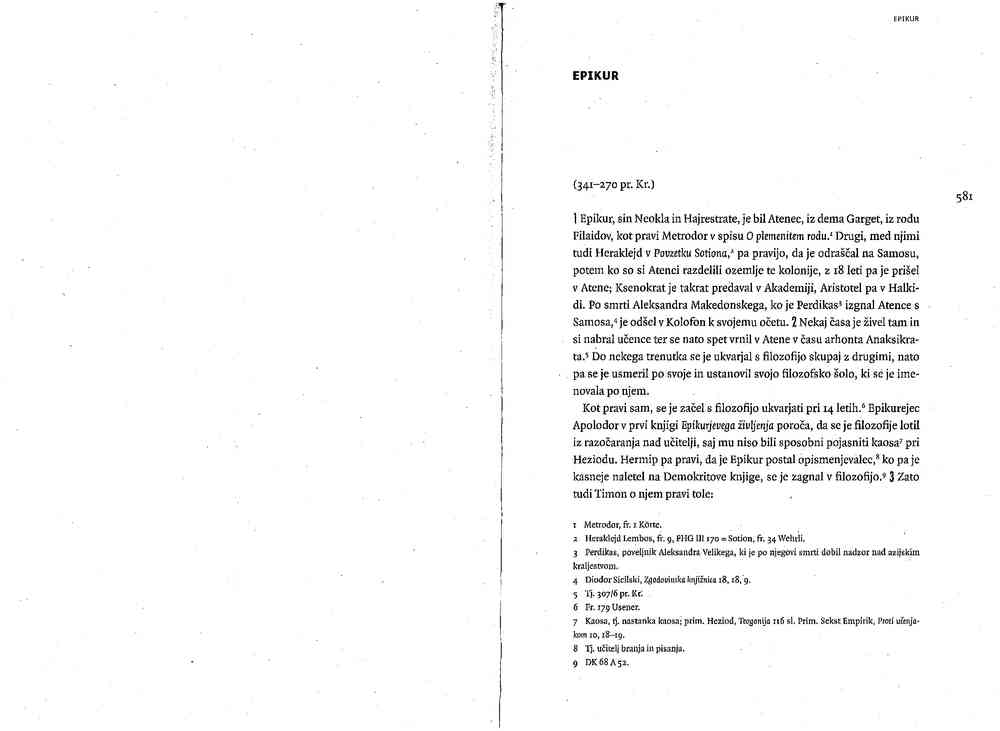 EPIKUR
EPIKUR
(341–270 pr. Kr.)
581
1 Epikur, sin Neokla in Hajrestrate, je bil Atenec, iz dema Garget, iz rodu
Filaidov, kot pravi Metrodor v spisu O plemenitem rodu.¹ Drugi, med njimi
tudi Heraklejd v Povzetku Sotiona,² pa pravijo, da je odraščal na Samosu,
potem ko so si Atenci razdelili ozemlje te kolonije, z 18 leti pa je prišel
v Atene; Ksenokrat je takrat predaval v Akademiji, Aristotel pa v Halki-
di. Po smrti Aleksandra Makedonskega, ko je Perdikas³ izgnal Atence s
Samosa,⁴ je odšel v Kolofon k svojemu očetu. 2 Nekaj časa je živel tam in
si nabral učence ter se nato spet vrnil v Atene v času arhonta Anaksikra-
ta.⁵ Do nekega trenutka se je ukvarjal s filozofijo skupaj z drugimi, nato
pa se je usmeril po svoje in ustanovil svojo filozofsko šolo, ki se je ime-
novala po njem.
Kot pravi sam, se je začel s filozofijo ukvarjati pri 14 letih.⁶ Epikurejec
Apolodor v prvi knjigi Epikurjevega življenja poroča, da se je filozofije lotil
iz razočaranja nad učitelji, saj mu niso bili sposobni pojasniti kaosa⁷ pri
Heziodu. Hermip pa pravi, da je Epikur postal opismenjevalec,⁸ ko pa je
kasneje naletel na Demokritove knjige, se je zagnal v filozofijo.⁹ 3 Zato
tudi Timon o njem pravi tole:
1 Metrodor, fr. 1 Körte.
2 Heraklejd Lembos, fr. 9, FHG III 170 = Sotion, fr. 34 Wehrli.
3 Perdikas, poveljnik Aleksandra Velikega, ki je po njegovi smrti dobil nadzor nad azijskim
kraljestvom.
4 Diodor Sicilski, Zgodovinska knjižnica 18, 18, 9.
5 Tj. 307/6 pr. Kr.
6 Fr. 179 Usener.
7 Kaosa, tj. nastanka kaosa; prim. Heziod, Teogonija 116 sl. Prim. Sekst Empirik, Proti učenja-
kom 10, 18–19.
8 Tj. učitelj branja in pisanja.
9 DK 68 A 52.